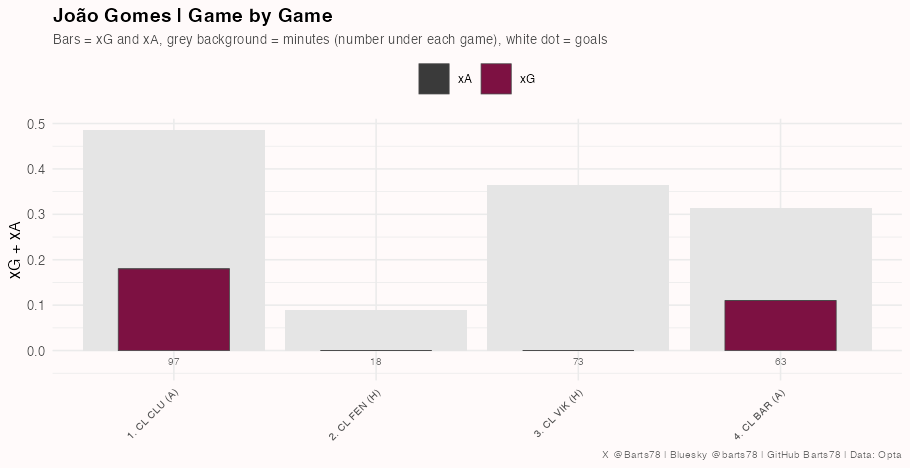 João Gomes | Game by Game
Bars = xG and xA, grey background = minutes (number under each game), white dot = goals
xA xG
xG + xA
0.5
0.4
0.3
0.2
0.1
0.0
97 18 73 63
1. CL CLU (A) 2. CL FEN (H) 3. CL VIK (H) 4. CL BAR (A)
X @Barts78 | Bluesky @barts78 | GitHub Barts78 | Data: Opta